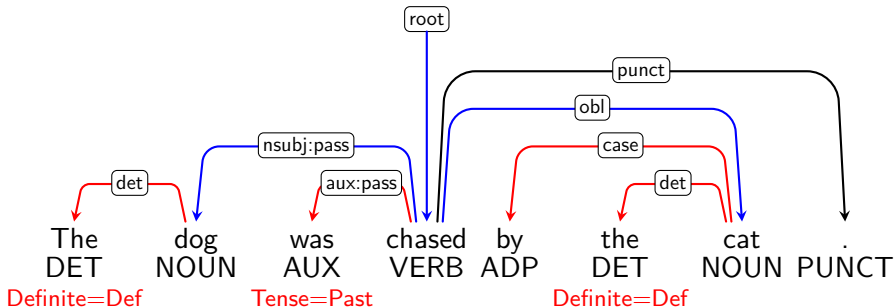 root
punct
obl
nsubj:pass case
det aux:pass det
The dog was chased by the cat .
DET NOUN AUX VERB ADP DET NOUN PUNCT
Definite=Def Tense=Past Definite=Def